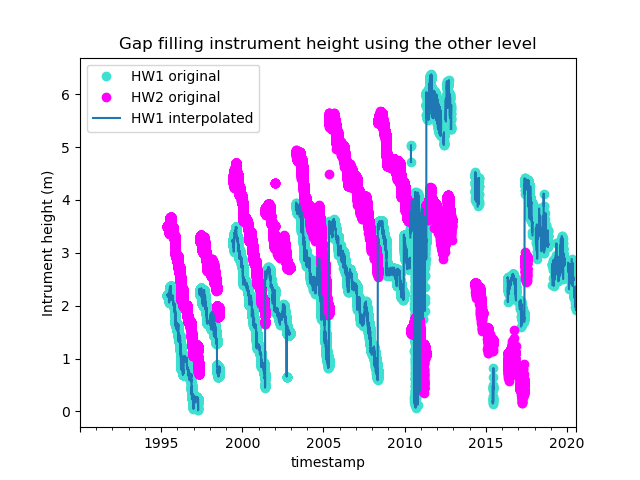 Gap filling instrument height using the other level
HW1 original
HW2 original
HW1 interpolated
Intrument height (m)
6
5
4
3
2
1
0
1995
2000
2005
2010
2015
2020
timestamp